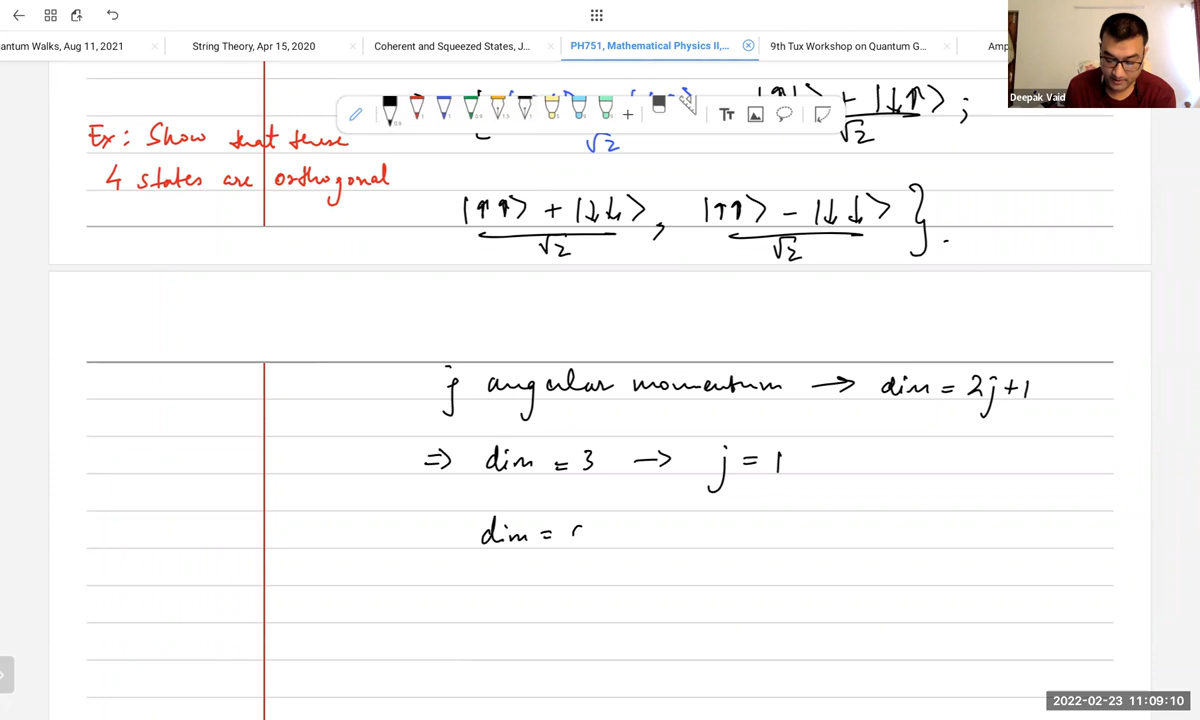 antum Walks, Aug 11, 2021
String Theory, Apr 15, 2020
Coherent and Squeezed States, J...
PH751, Mathematical Physics II,...
9th Tux Workshop on Quantum G...
Amp
Deepak Vaid
+ |↓↑⟩ ;
√2
√2
Tт
Ex: Show that these
4 states are orthogonal
|↑↑⟩ + |↓↓⟩ , |↑↑⟩ - |↓↓⟩ }.
√2 √2
j angular momentum → dim = 2j+1
⇒ dim = 3 → j = 1
dim =
2022-02-23 11:09:10